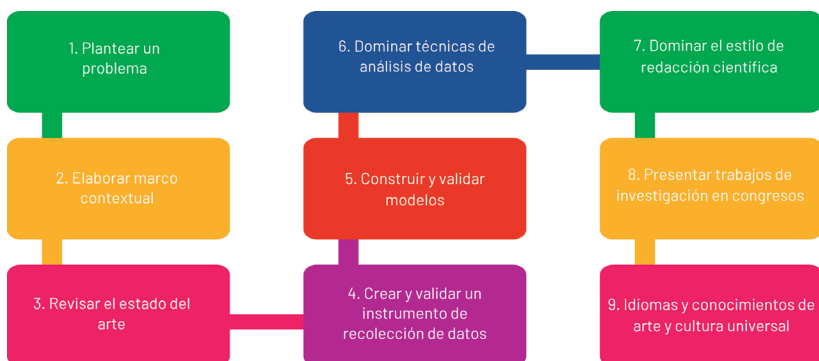 1. Plantear un
problema
2. Elaborar marco
contextual
3. Revisar el estado del
arte
4. Crear y validar un
instrumento de
recolección de datos
5. Construir y validar
modelos
6. Dominar técnicas de
análisis de datos
7. Dominar el estilo de
redacción científica
8. Presentar trabajos de
investigación en congresos
9. Idiomas y conocimientos de
arte y cultura universal